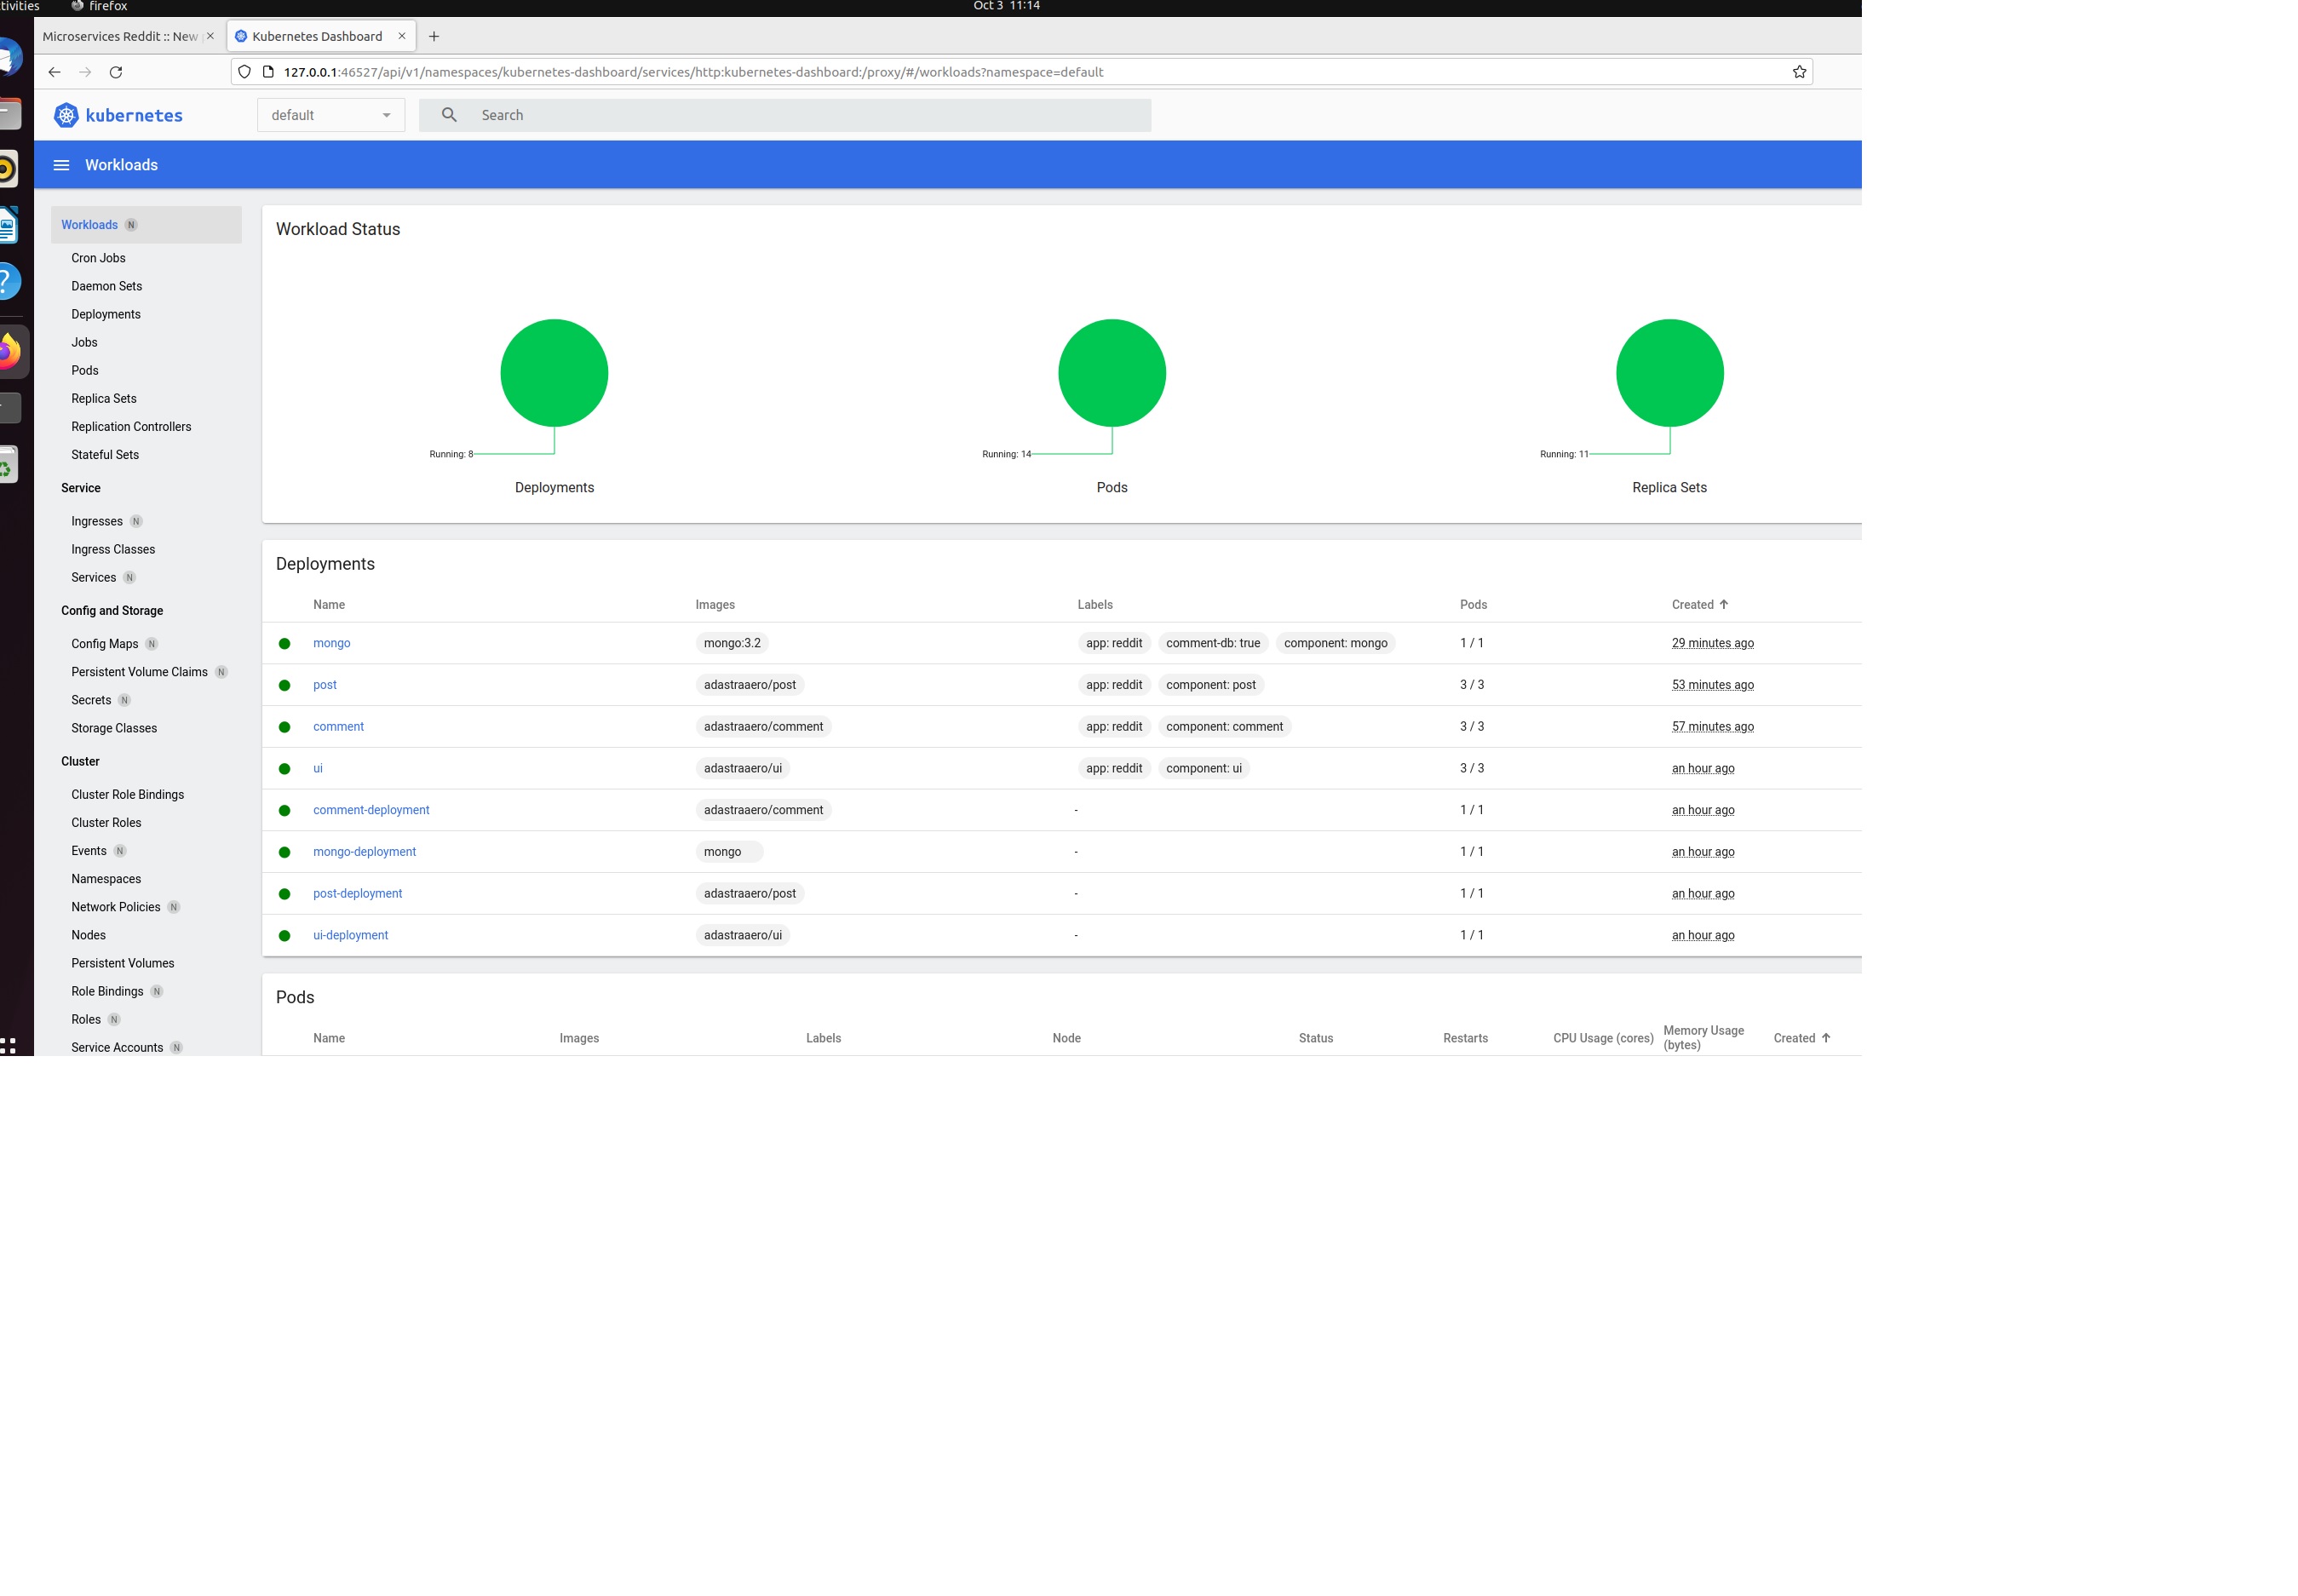 tivities firefox Oct 3 11:14
Microservices Reddit :: New Kubernetes Dashboard
127.0.0.1:46527/api/v1/namespaces/kubernetes-dashboard/services/http:kubernetes-dashboard:/proxy/#/workloads?namespace=default
kubernetes default Search
Workloads
Workloads N
Cron Jobs
Daemon Sets
Deployments
Jobs
Pods
Replica Sets
Replication Controllers
Stateful Sets
Service
Ingresses N
Ingress Classes
Services N
Config and Storage
Config Maps N
Persistent Volume Claims N
Secrets N
Storage Classes
Cluster
Cluster Role Bindings
Cluster Roles
Events N
Namespaces
Network Policies N
Nodes
Persistent Volumes
Role Bindings N
Roles N
Service Accounts N
Workload Status
Running: 8 Running: 14 Running: 11
Deployments Pods Replica Sets
Deployments
Name Images Labels Pods Created
mongo mongo:3.2 app: reddit comment-db: true component: mongo 1 / 1 29 minutes ago
post adastraaero/post app: reddit component: post 3 / 3 53 minutes ago
comment adastraaero/comment app: reddit component: comment 3 / 3 57 minutes ago
ui adastraaero/ui app: reddit component: ui 3 / 3 an hour ago
comment-deployment adastraaero/comment - 1 / 1 an hour ago
mongo-deployment mongo - 1 / 1 an hour ago
post-deployment adastraaero/post - 1 / 1 an hour ago
ui-deployment adastraaero/ui - 1 / 1 an hour ago
Pods
Name Images Labels Node Status Restarts CPU Usage (cores) Memory Usage (bytes) Created